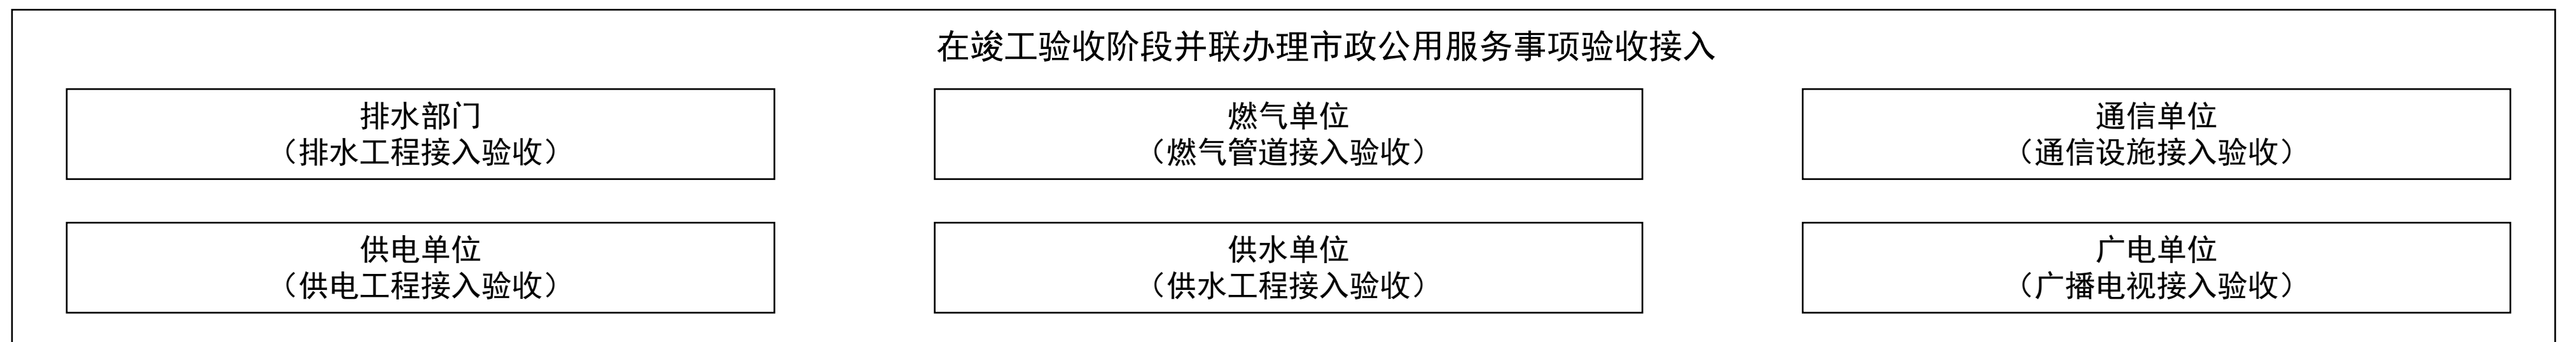 在竣工验收阶段并联办理市政公用服务事项验收接入
排水部门
（排水工程接入验收）
燃气单位
（燃气管道接入验收）
通信单位
（通信设施接入验收）
供电单位
（供电工程接入验收）
供水单位
（供水工程接入验收）
广电单位
（广播电视接入验收）